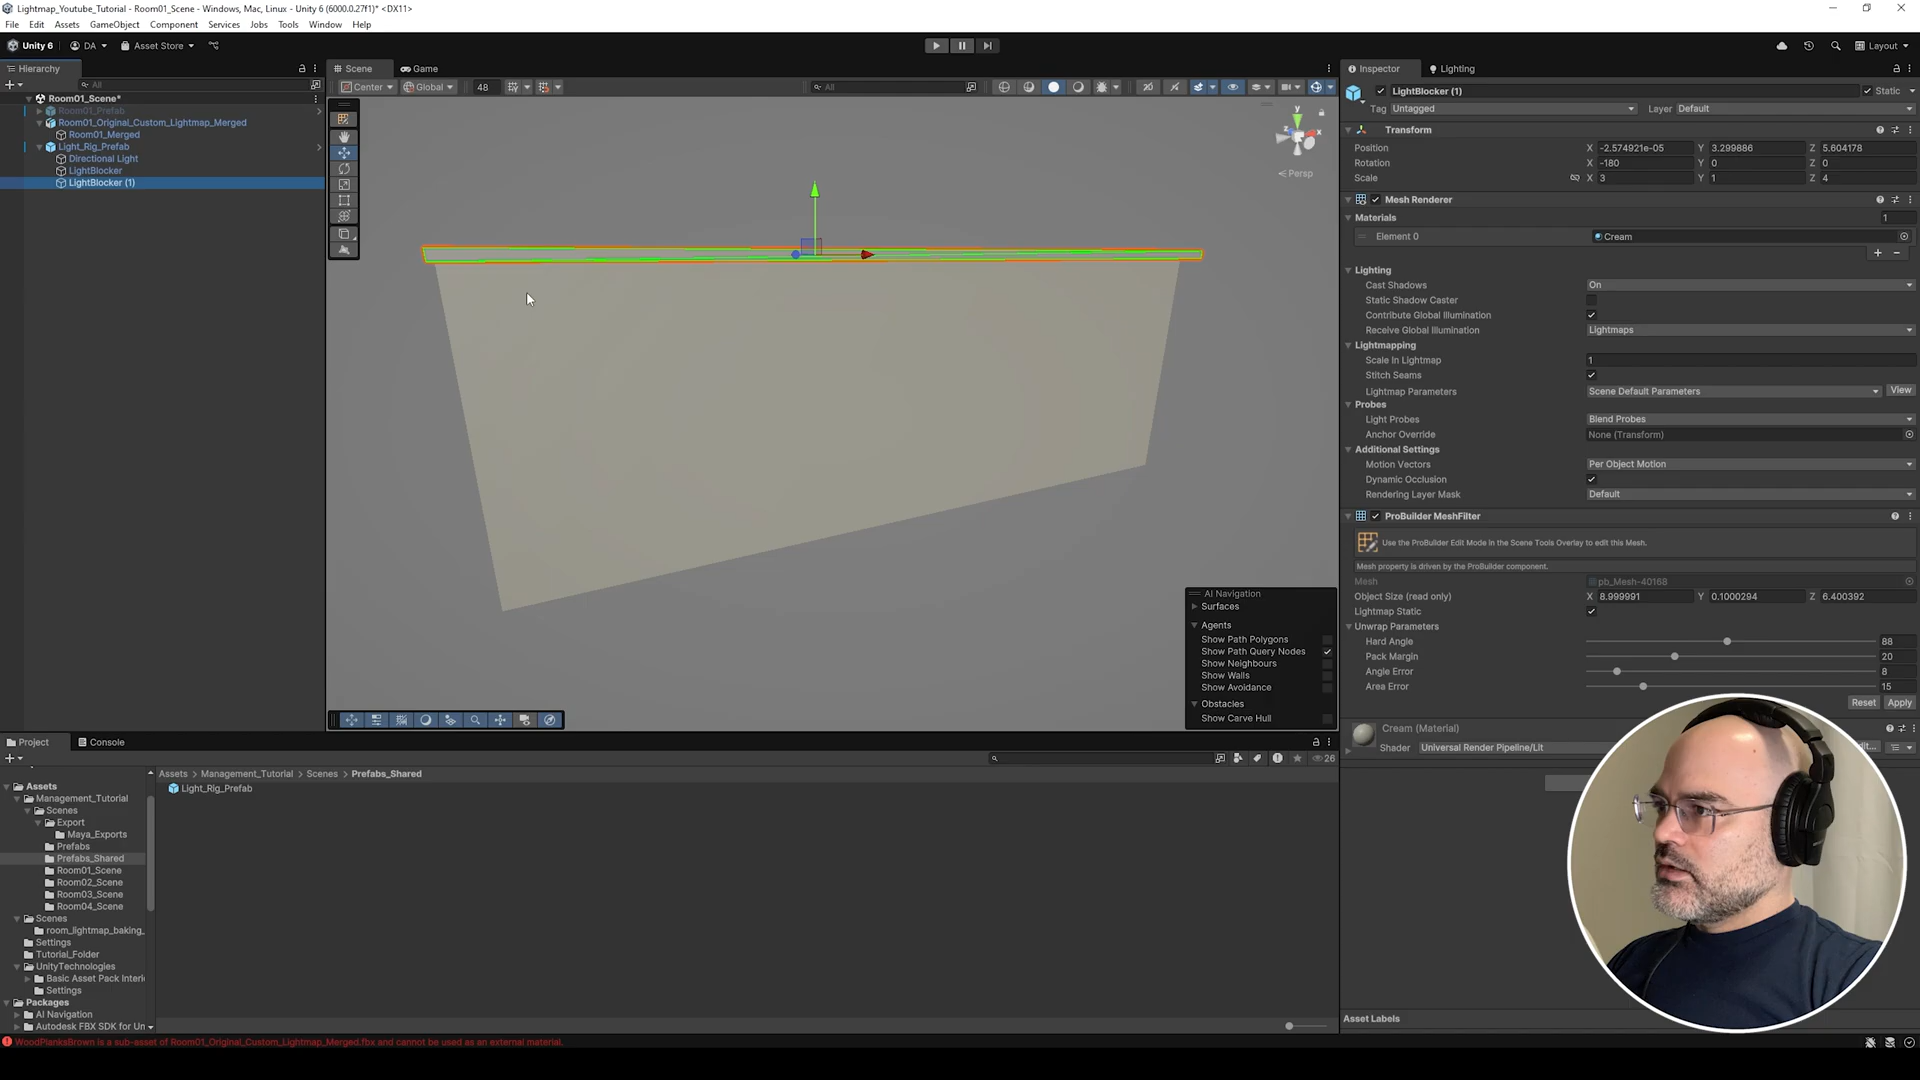 Lightmap_Youtube_Tutorial - Room01_Scene - Windows, Mac, Linux - Unity 6 (6000.0.27f1)* <DX11>
File Edit Assets GameObject Component Services Jobs Tools Window Help
Unity 6 DA Asset Store Layout
Hierarchy
All
Room01_Scene*
Room01_Prefab
Room01_Original_Custom_Lightmap_Merged
Room01_Merged
Light_Rig_Prefab
Directional Light
LightBlocker
LightBlocker (1)
Scene Game
Center Global 48 All
y
x
z
Persp
AI Navigation
Surfaces
Agents
Show Path Polygons
Show Path Query Nodes
Show Neighbours
Show Walls
Show Avoidance
Obstacles
Show Carve Hull
Inspector Lighting
LightBlocker (1) Static
Tag Untagged Layer Default
Transform
Position X -2.574921e-05 Y 3.299886 Z 5.604178
Rotation X -180 Y 0 Z 0
Scale X 3 Y 1 Z 4
Mesh Renderer
Materials 1
Element 0 Cream
Lighting
Cast Shadows On
Static Shadow Caster
Contribute Global Illumination
Receive Global Illumination Lightmaps
Lightmapping
Scale In Lightmap 1
Stitch Seams
Lightmap Parameters Scene Default Parameters View
Probes
Light Probes Blend Probes
Anchor Override None (Transform)
Additional Settings
Motion Vectors Per Object Motion
Dynamic Occlusion
Rendering Layer Mask Default
ProBuilder MeshFilter
Use the ProBuilder Edit Mode in the Scene Tools Overlay to edit this Mesh.
Mesh property is driven by the ProBuilder component.
Mesh pb_Mesh-40168
Object Size (read only) X 8.999991 Y 0.1000294 Z 6.400392
Lightmap Static
Unwrap Parameters
Hard Angle 88
Pack Margin 20
Angle Error 8
Area Error 15
Reset Apply
Cream (Material)
Shader Universal Render Pipeline/Lit
Asset Labels
Project Console
26
Assets
Management_Tutorial
Scenes
Export
Maya_Exports
Prefabs
Prefabs_Shared
Room01_Scene
Room02_Scene
Room03_Scene
Room04_Scene
Scenes
room_lightmap_baking_
Settings
Tutorial_Folder
UnityTechnologies
Basic Asset Pack Interi
Settings
Packages
AI Navigation
Autodesk FBX SDK for Un
Assets > Management_Tutorial > Scenes > Prefabs_Shared
Light_Rig_Prefab
WoodPlanksBrown is a sub-asset of Room01_Original_Custom_Lightmap_Merged.fbx and cannot be used as an external material.